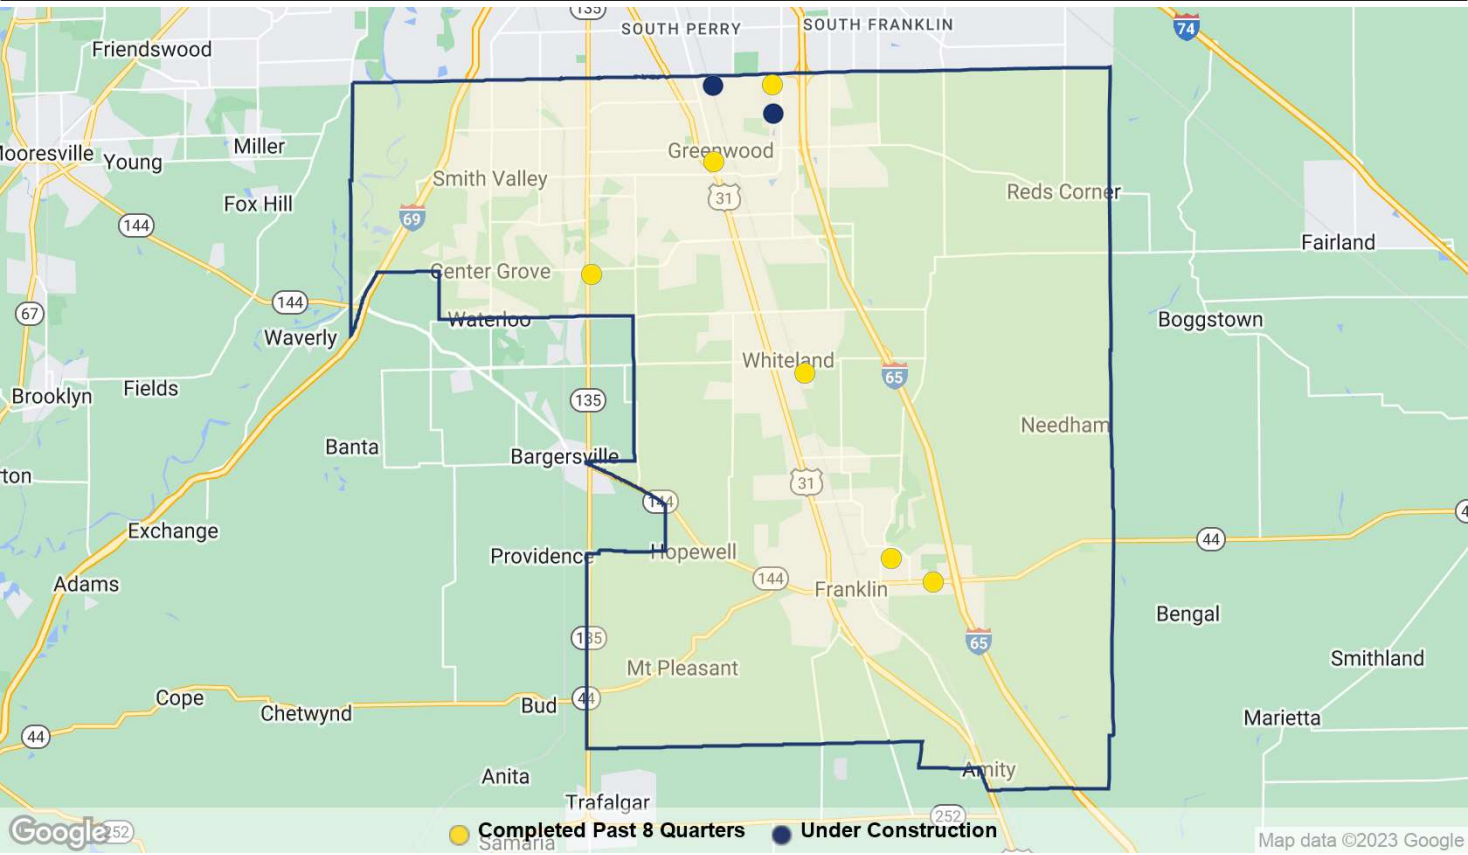 135
SOUTH PERRY
SOUTH FRANKLIN
74
Friendswood
Miller
Mooresville
Young
Greenwood
Smith Valley
Reds Corner
Fox Hill
31
69
144
Fairland
Center Grove
144
67
Waterloo
Boggstown
Waverly
Whiteland
65
Fields
Brooklyn
135
Needham
Banta
Bargersville
31
144
Exchange
44
Providence
Hopewell
144
Adams
Franklin
Bengal
135
65
Smithland
Mt Pleasant
Cope
44
Bud
Chetwynd
Marietta
44
Amity
Anita
Trafalgar
252
Google
252
Completed Past 8 Quarters
Under Construction
Samaria
Map data ©2023 Google